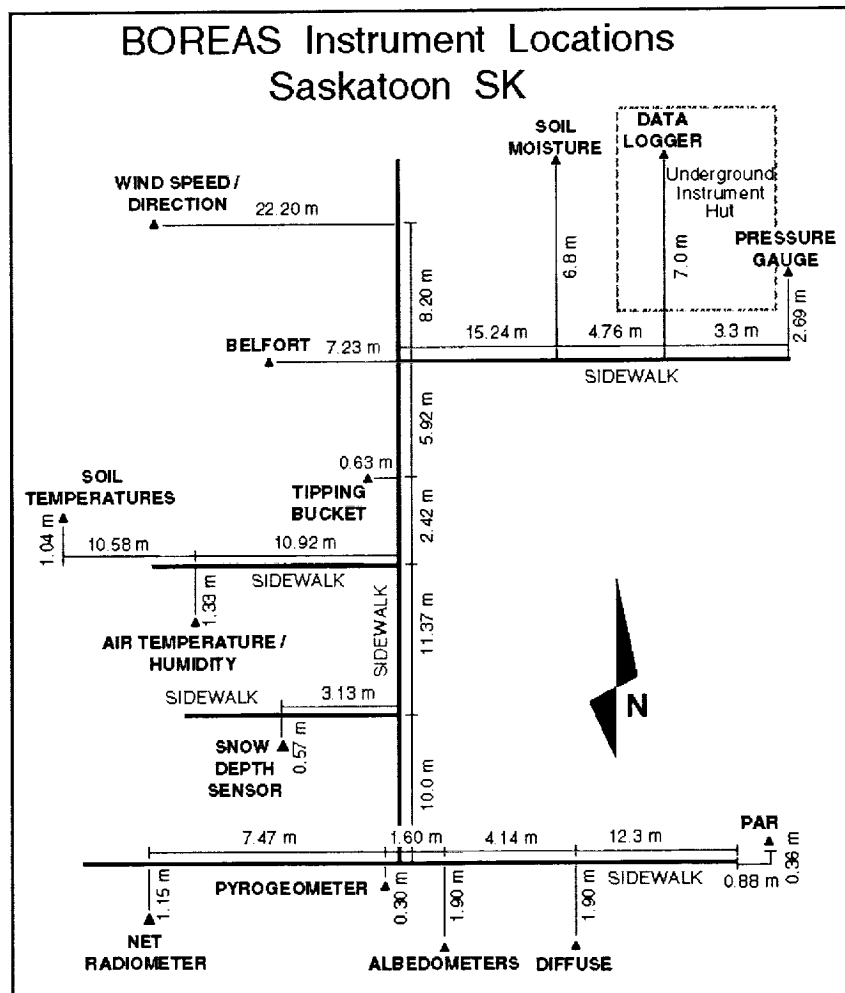 BOREAS Instrument Locations
Saskatoon SK
SOIL
MOISTURE
DATA
LOGGER
Underground
Instrument
Hut
WIND SPEED /
DIRECTION
22.20 m
PRESSURE
GAUGE
6.8 m
7.0 m
8.20 m
2.69 m
15.24 m
4.76 m
3.3 m
BELFORT
7.23 m
SIDEWALK
5.92 m
0.63 m
SOIL
TEMPERATURES
TIPPING
BUCKET
2.42 m
1.04 m
10.58 m
10.92 m
SIDEWALK
1.33 m
SIDEWALK
11.37 m
AIR TEMPERATURE /
HUMIDITY
SIDEWALK
3.13 m
N
SNOW
DEPTH
SENSOR
0.57 m
10.0 m
7.47 m
1.60 m
4.14 m
12.3 m
PAR
0.36 m
PYROGEOMETER
SIDEWALK
0.88 m
1.15 m
0.30 m
1.90 m
1.90 m
NET
RADIOMETER
ALBEDOMETERS
DIFFUSE